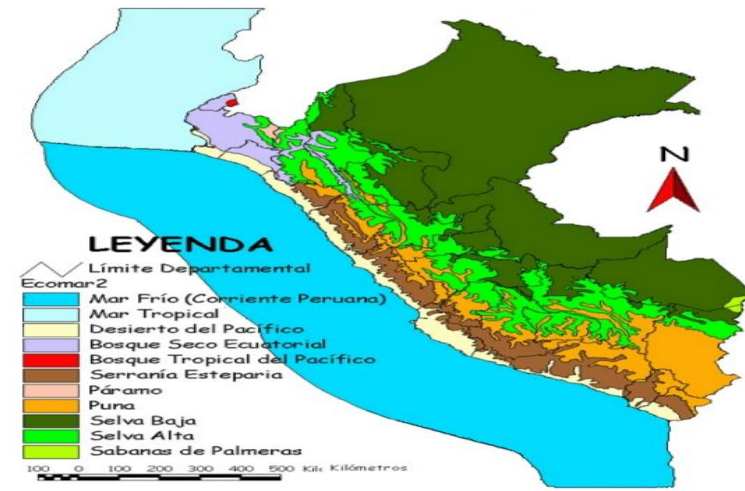 N
LEYENDA
Límite Departamental
Ecomar2
Mar Frío (Corriente Peruana)
Mar Tropical
Desierto del Pacífico
Bosque Seco Ecuatorial
Bosque Tropical del Pacífico
Serranía Esteparia
Páramo
Puna
Selva Baja
Selva Alta
Sabanas de Palmeras
100 0 100 200 300 400 500 Kilómetros